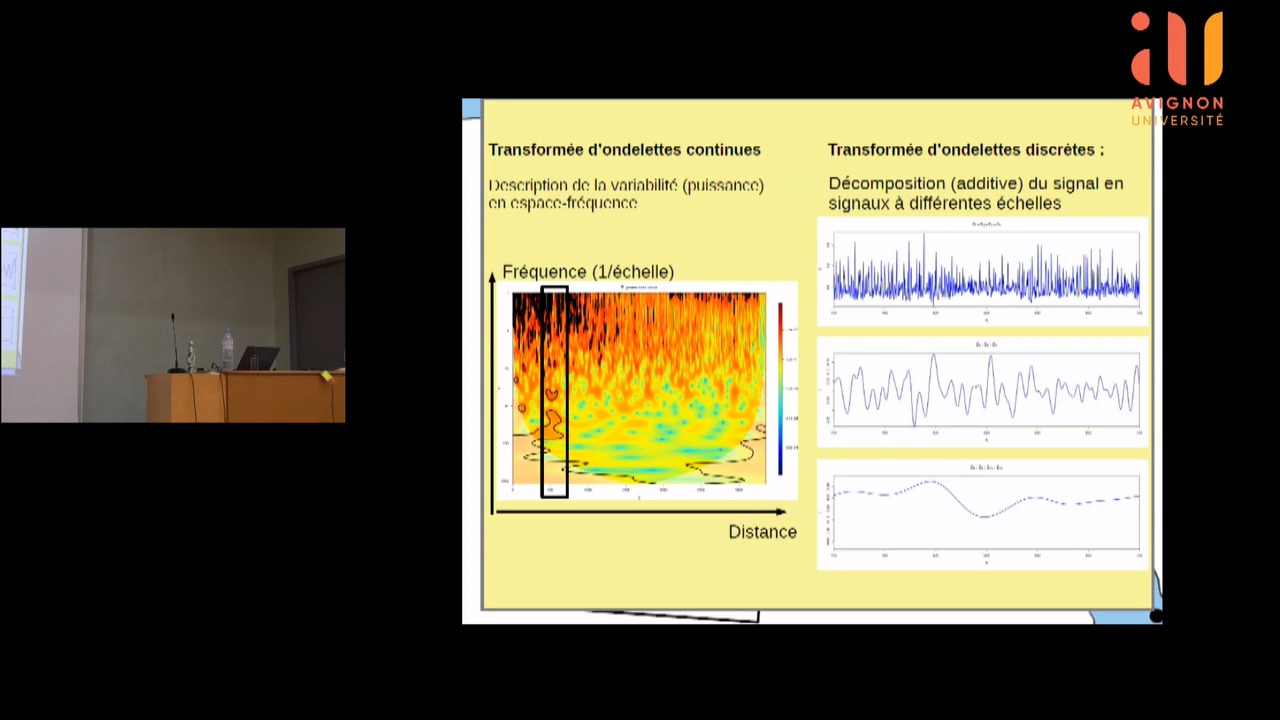 AVIGNON
UNIVERSITÉ
Transformée d'ondelettes continues
Description de la variabilité (puissance)
en espace-fréquence
Fréquence (1/échelle)
Distance
Transformée d'ondelettes discrétes :
Décomposition (additive) du signal en
signaux à différentes échelles